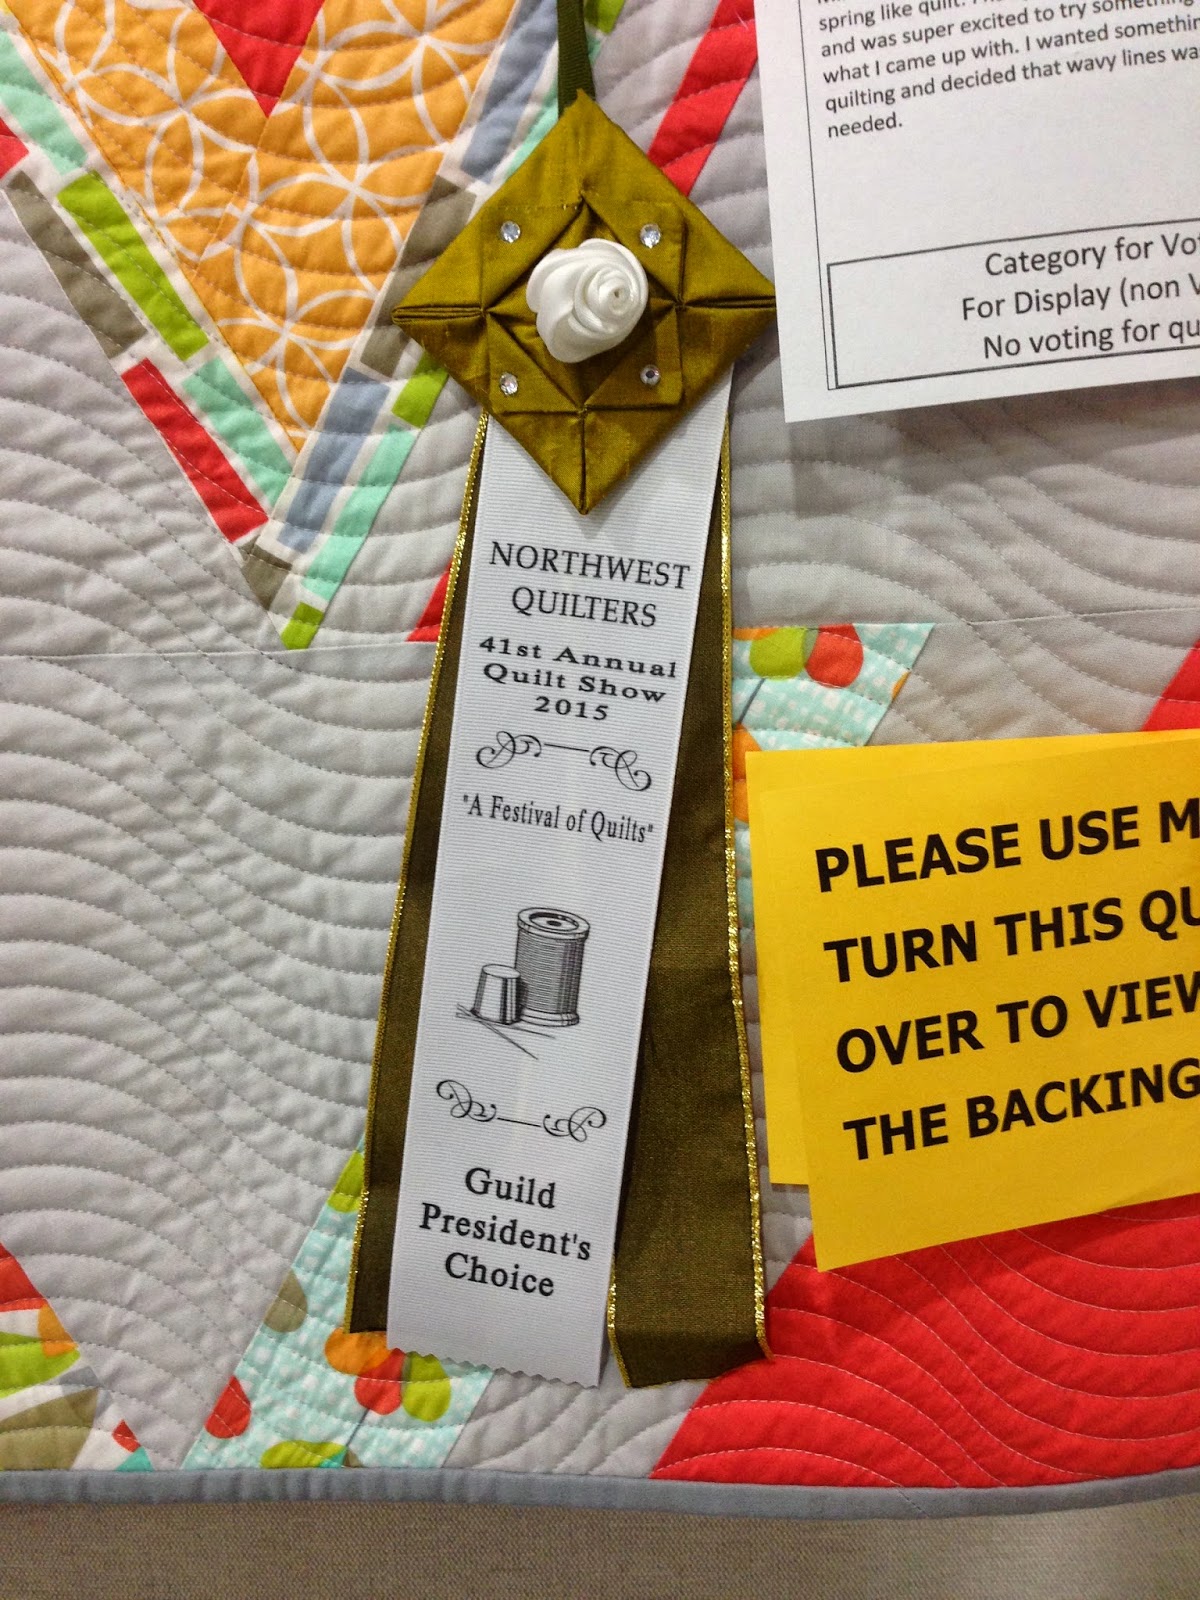 spring like quilt.
and was super excited to try something
what I came up with. I wanted somethin
quilting and decided that wavy lines wa
needed.
Category for Vo
For Display (non V
No voting for qu
NORTHWEST
QUILTERS
41st Annual
Quilt Show
2015
"A Festival of Quilts"
Guild
President's
Choice
PLEASE USE M
TURN THIS QU
OVER TO VIEW
THE BACKING